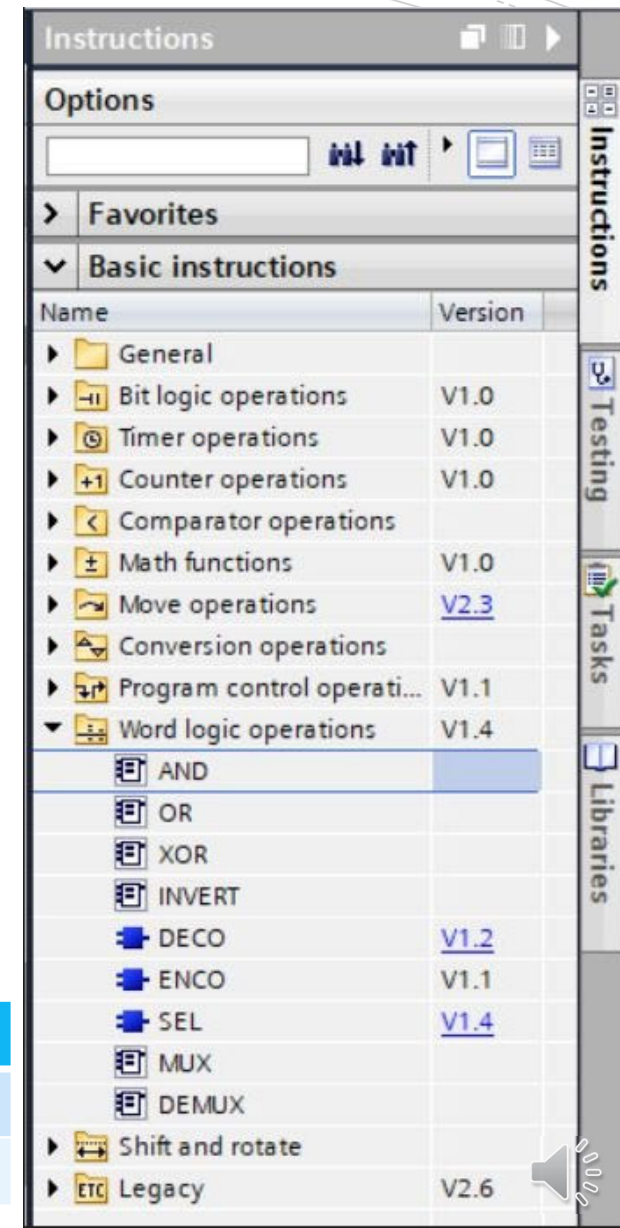 Instructions
Options
Favorites
Basic instructions
Name Version
General
Bit logic operations V1.0
Timer operations V1.0
+1 Counter operations V1.0
Comparator operations
Math functions V1.0
Move operations V2.3
Conversion operations
Program control operati... V1.1
Word logic operations V1.4
AND
OR
XOR
INVERT
DECO V1.2
ENCO V1.1
SEL V1.4
MUX
DEMUX
Shift and rotate
ETC Legacy V2.6
Instructions
Testing
Tasks
Libraries